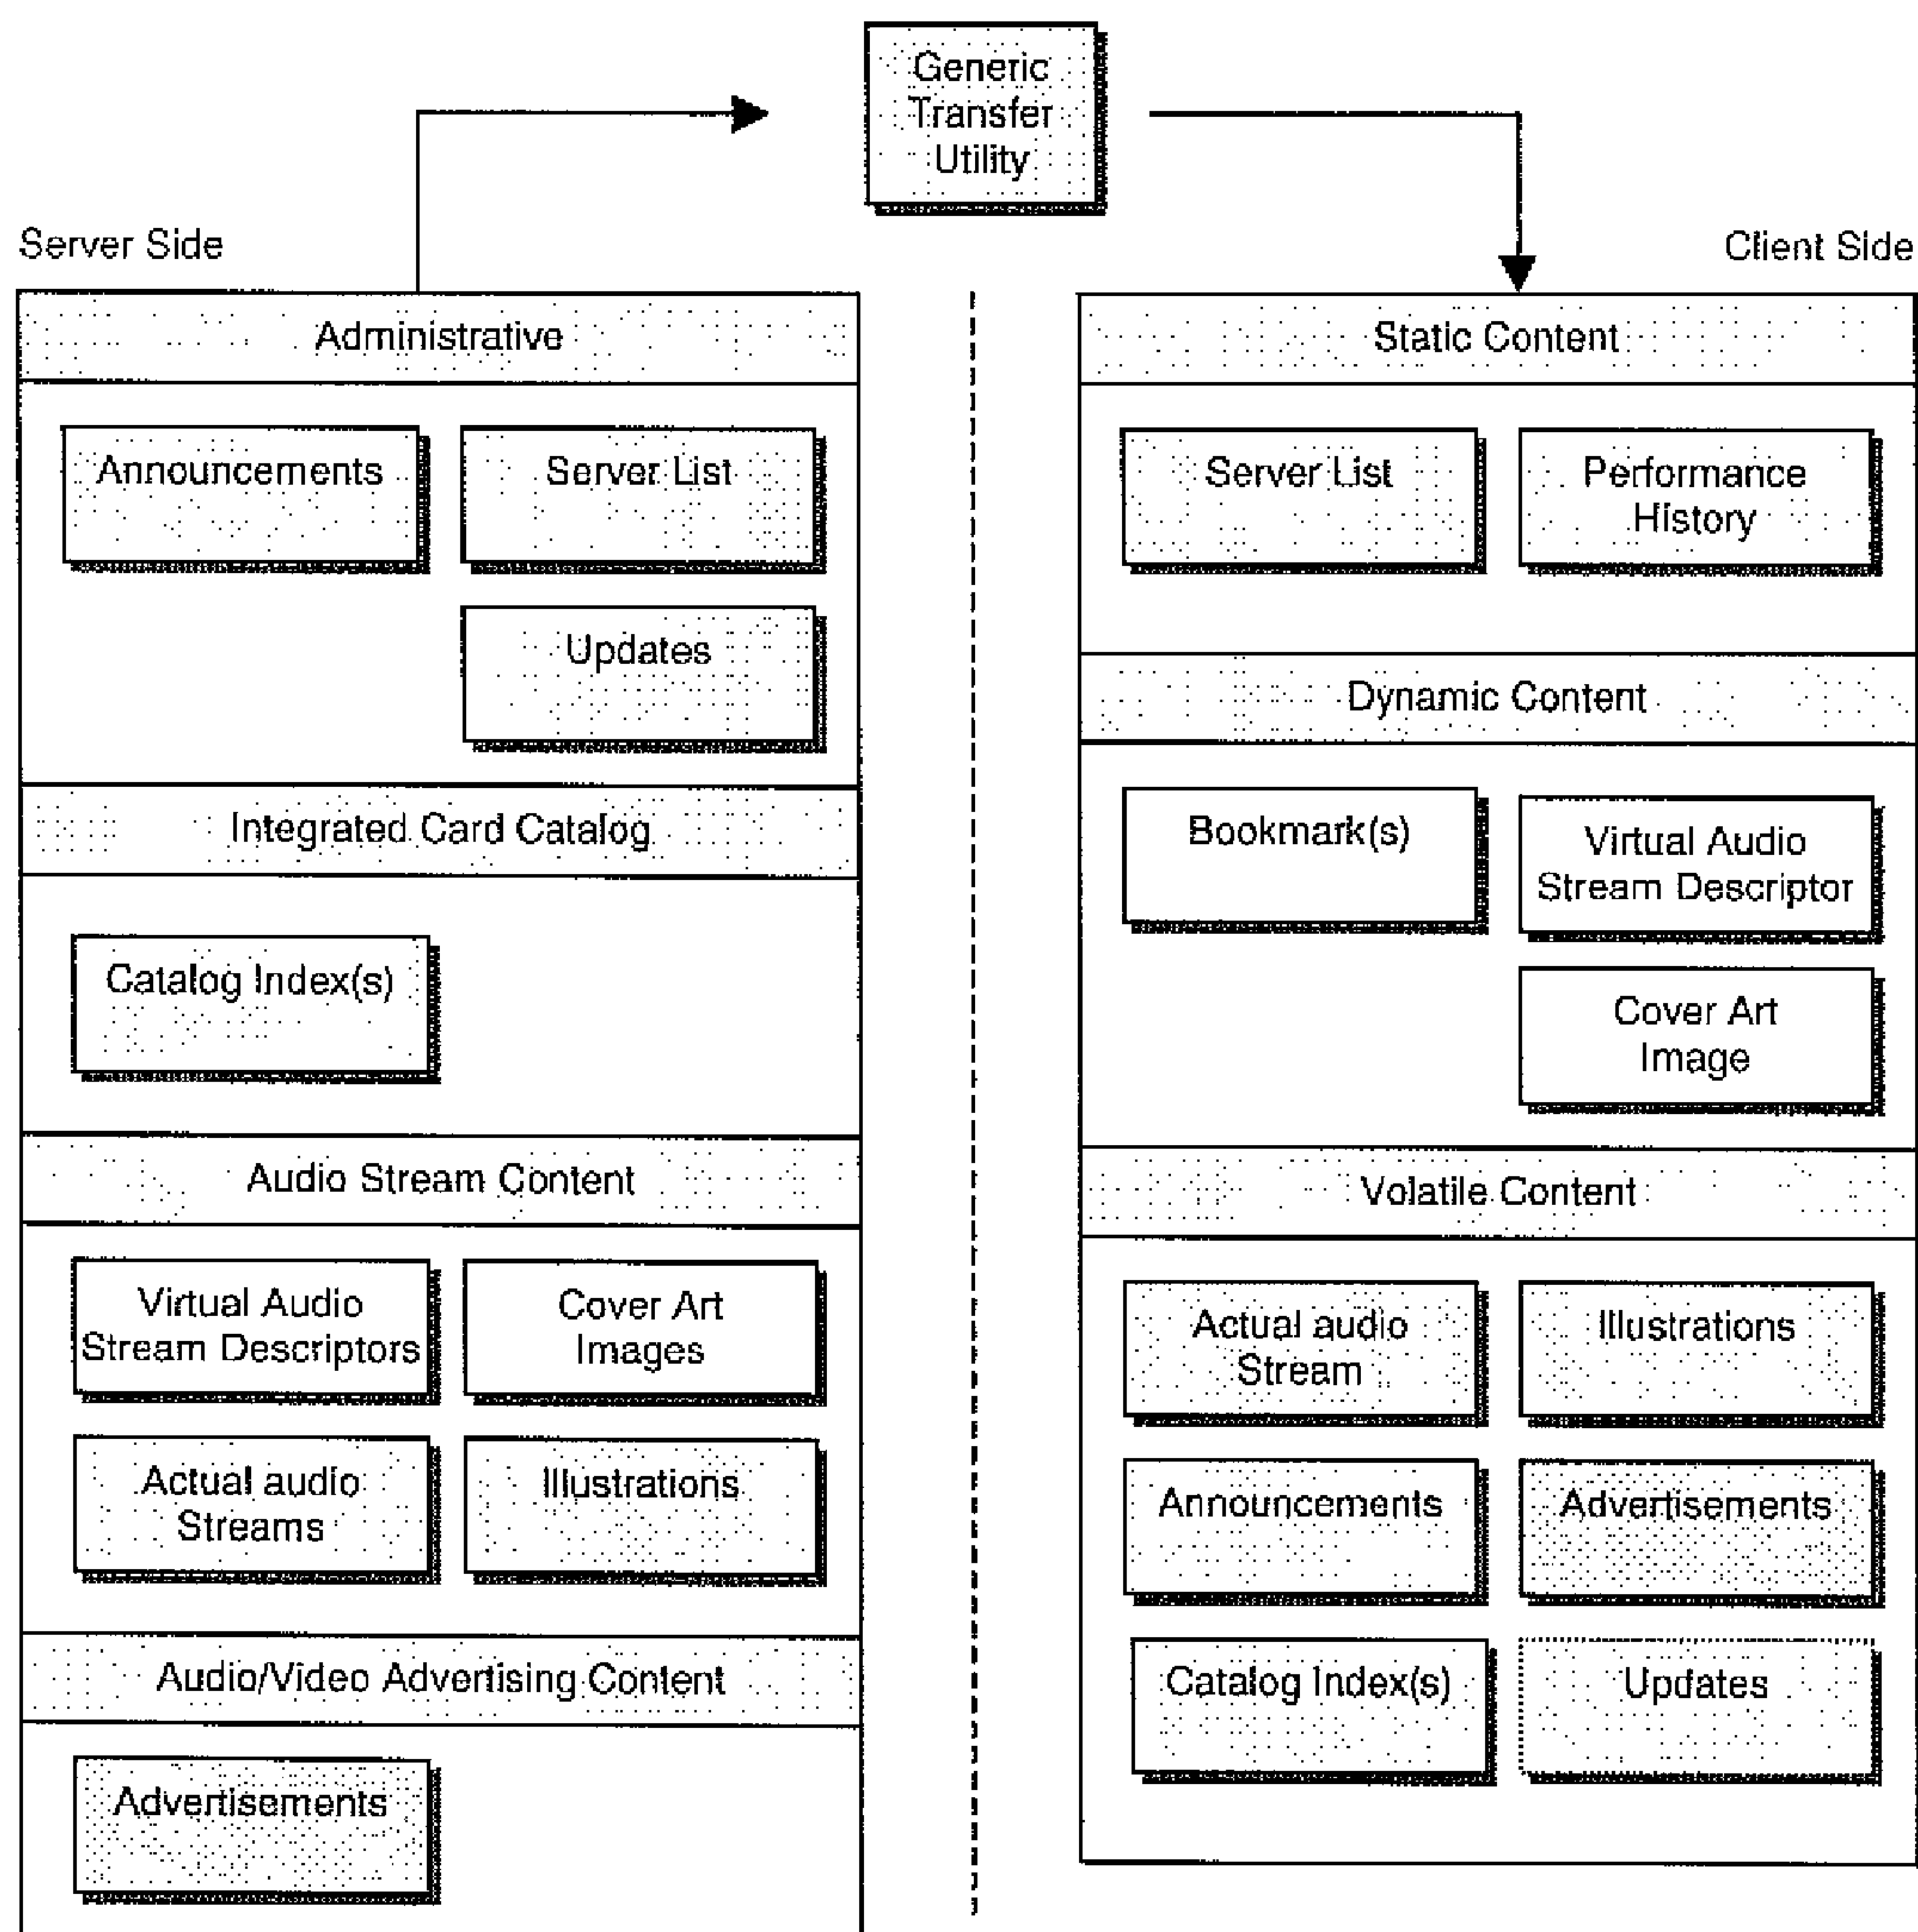 Generic
Transfer
Utility
Server Side
Client Side
Administrative
Announcements
Server List
Updates
Integrated Card Catalog
Catalog Index(s)
Audio Stream Content
Virtual Audio
Stream Descriptors
Cover Art
Images
Actual audio
Streams
Illustrations
Audio/Video Advertising Content
Advertisements
Static Content
Server List
Performance
History
Dynamic Content
Bookmark(s)
Virtual Audio
Stream Descriptor
Cover Art
Image
Volatile Content
Actual audio
Stream
Illustrations
Announcements
Advertisements
Catalog Index(s)
Updates